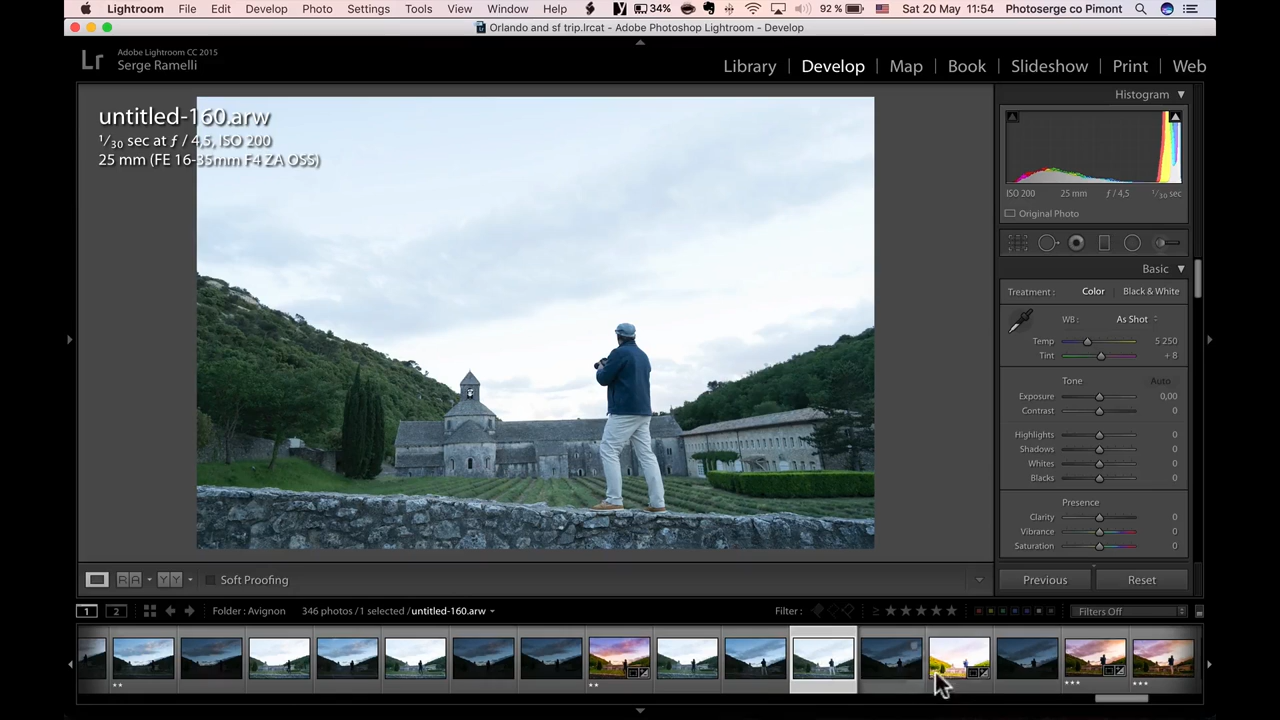 Lightroom File Edit Develop Photo Settings Tools View Window Help 34% 92 % Sat 20 May 11:54 Photoserge co Pimont
Orlando and sf trip.lrcat - Adobe Photoshop Lightroom - Develop
Lr Adobe Lightroom CC 2015
Serge Ramelli
Library | Develop | Map | Book | Slideshow | Print | Web
untitled-160.arw
1/30 sec at ƒ / 4,5, ISO 200
25 mm (FE 16-35mm F4 ZA OSS)
Histogram
ISO 200 25 mm ƒ / 4,5 1/30 sec
Original Photo
Basic
Treatment : Color | Black & White
WB : As Shot
Temp 5 250
Tint + 8
Tone Auto
Exposure 0,00
Contrast 0
Highlights 0
Shadows 0
Whites 0
Blacks 0
Presence
Clarity 0
Vibrance 0
Saturation 0
R A Y Y Soft Proofing Previous Reset
1 2 Folder : Avignon 346 photos / 1 selected / untitled-160.arw Filter : ≥ ★★★★★ Filters Off
★★ ★★ ★★★ ★★★